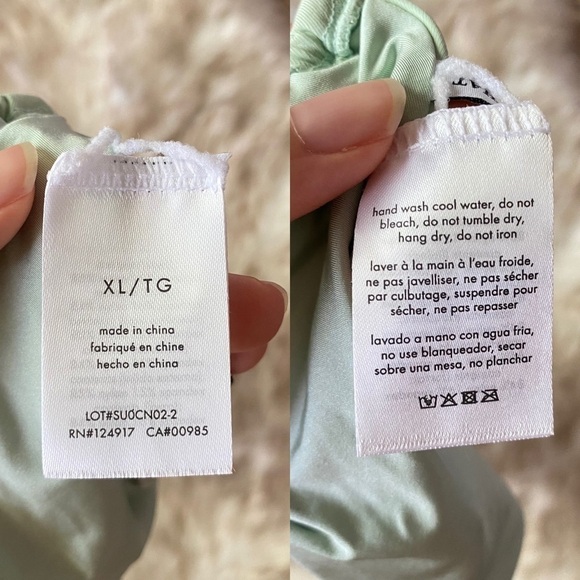 XL/TG
made in china
fabriqué en chine
hecho en china
LOT#SU0CN02-2
RN#124917 CA#00985
hand wash cool water, do not
bleach, do not tumble dry,
hang dry, do not iron
laver à la main à l'eau froide,
ne pas javelliser, ne pas sécher
par culbutage, suspendre pour
sécher, ne pas repasser
lavado a mano con agua fria,
no use blanqueador, secar
sobre una mesa, no planchar